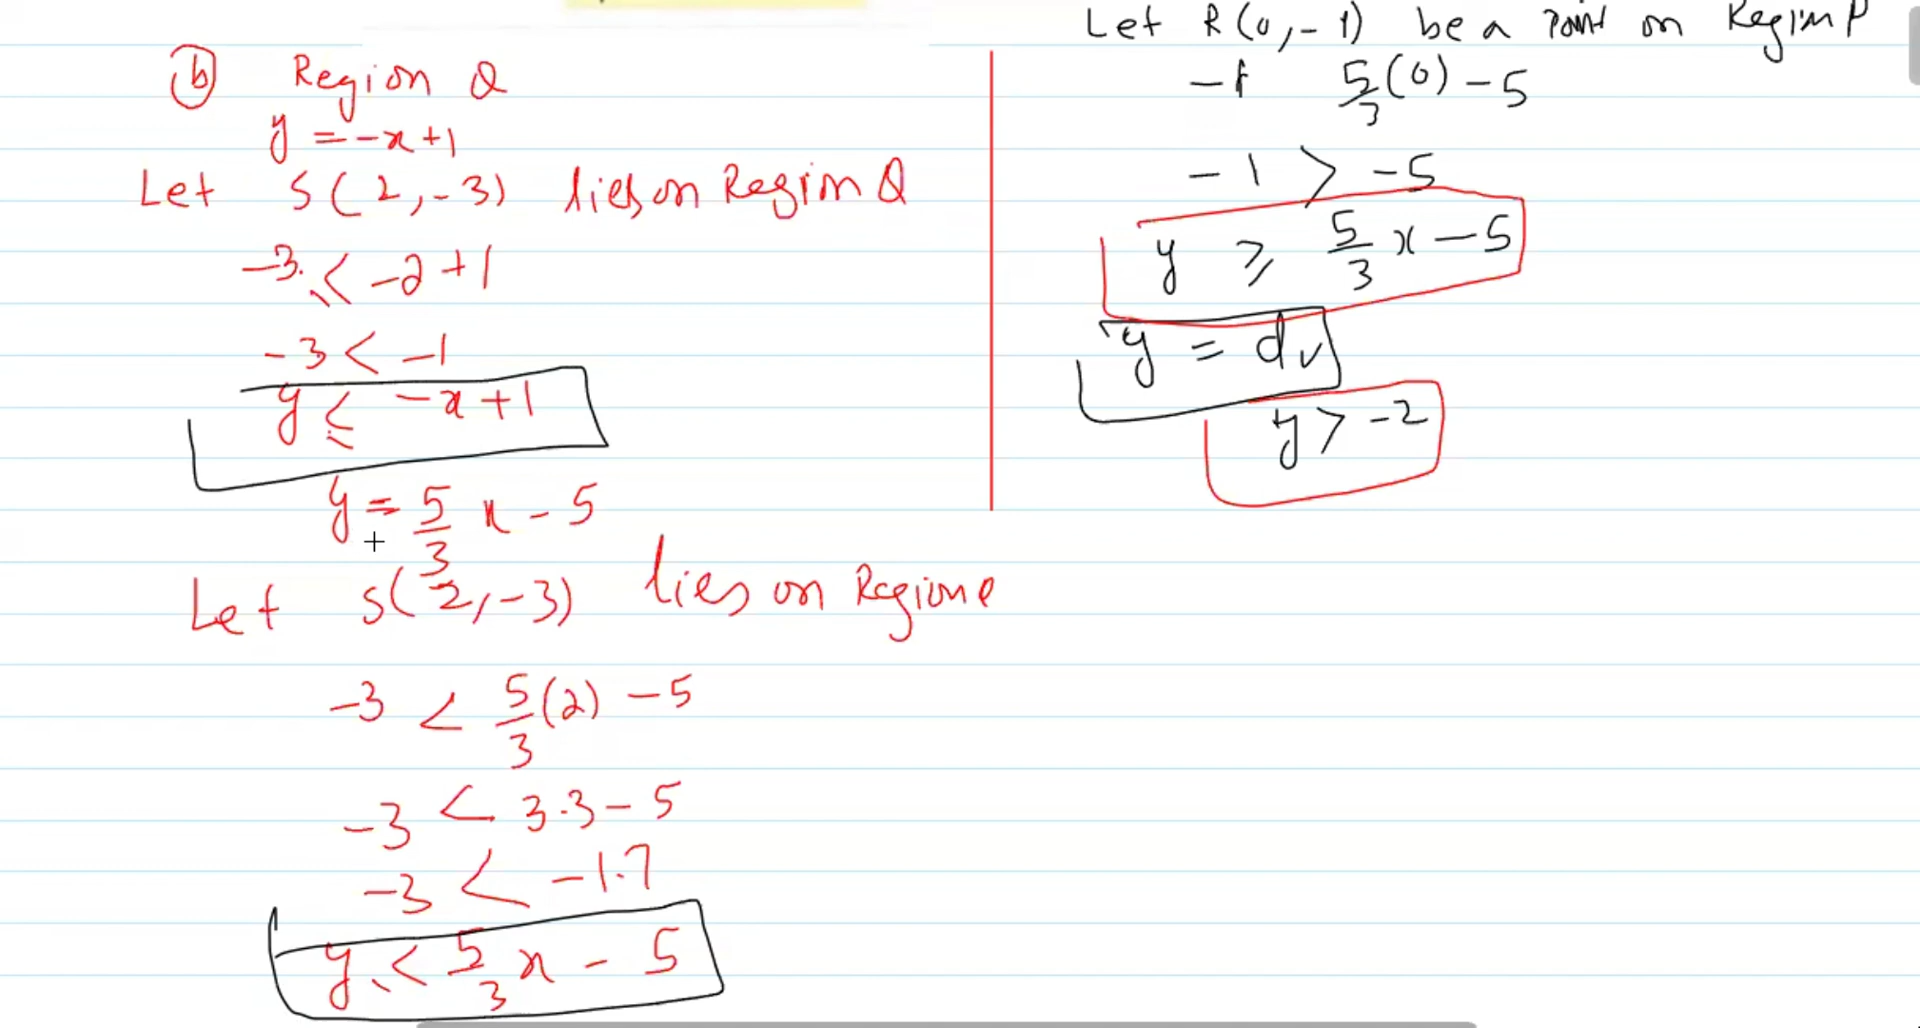 (b) Region Q
y = -x+1
Let S(2,-3) lies on Region Q
-3 < -2+1
-3 < -1
y ≤ -x+1
y = 5/3 x - 5
Let S(2,-3) lies on Region
-3 < 5/3(2) - 5
-3 < 3.3 - 5
-3 < -1.7
y ≤ 5/3 x - 5
Let R(0,-1) be a point on Region P
-1 5/3(0) - 5
-1 > -5
y ≥ 5/3 x - 5
y =
y > -2